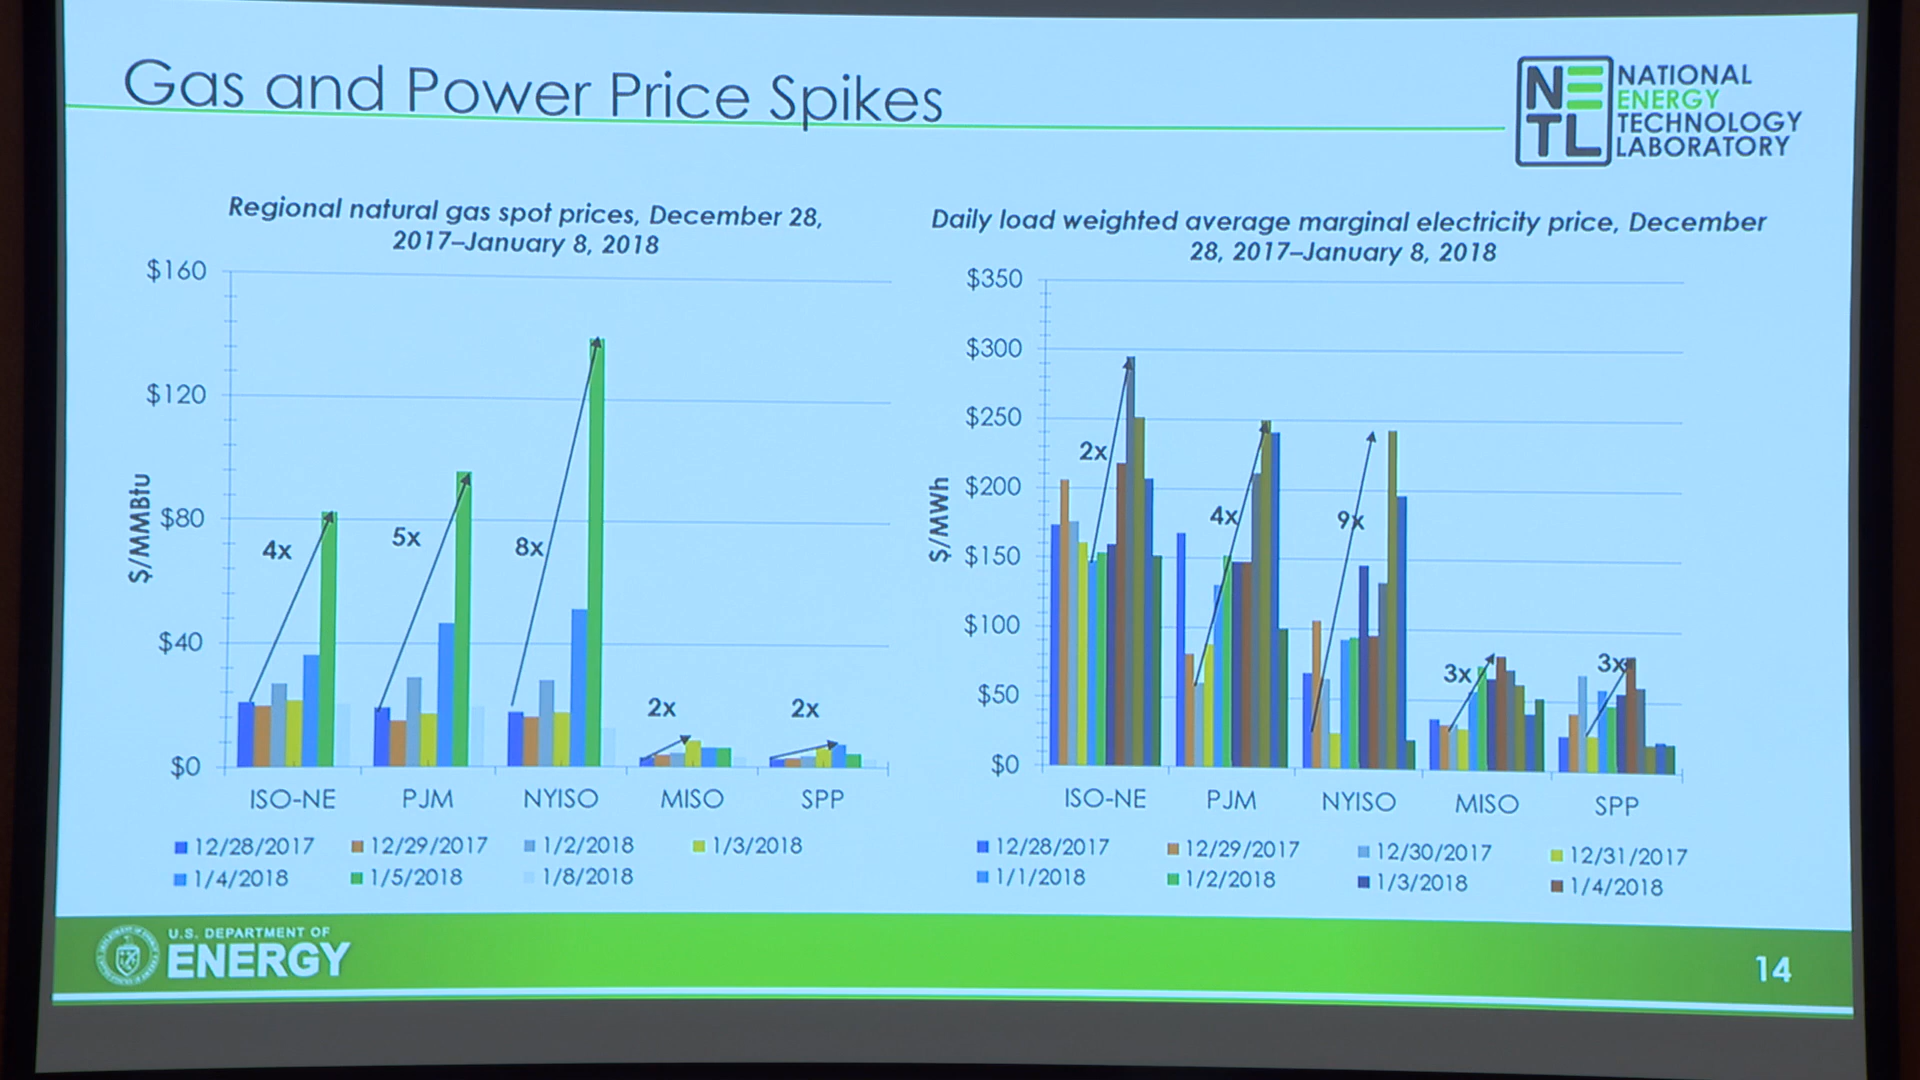 Gas and Power Price Spikes
NATIONAL
ENERGY
TECHNOLOGY
LABORATORY
NE
TL
Regional natural gas spot prices, December 28,
2017–January 8, 2018
$160
$120
$80
$40
$0
$/MMBtu
4x
5x
8x
2x
2x
ISO-NE
PJM
NYISO
MISO
SPP
12/28/2017
12/29/2017
1/2/2018
1/3/2018
1/4/2018
1/5/2018
1/8/2018
Daily load weighted average marginal electricity price, December
28, 2017–January 8, 2018
$350
$300
$250
$200
$150
$100
$50
$0
$/MWh
2x
4x
9x
3x
3x
ISO-NE
PJM
NYISO
MISO
SPP
12/28/2017
12/29/2017
12/30/2017
12/31/2017
1/1/2018
1/2/2018
1/3/2018
1/4/2018
U.S. DEPARTMENT OF
ENERGY
14